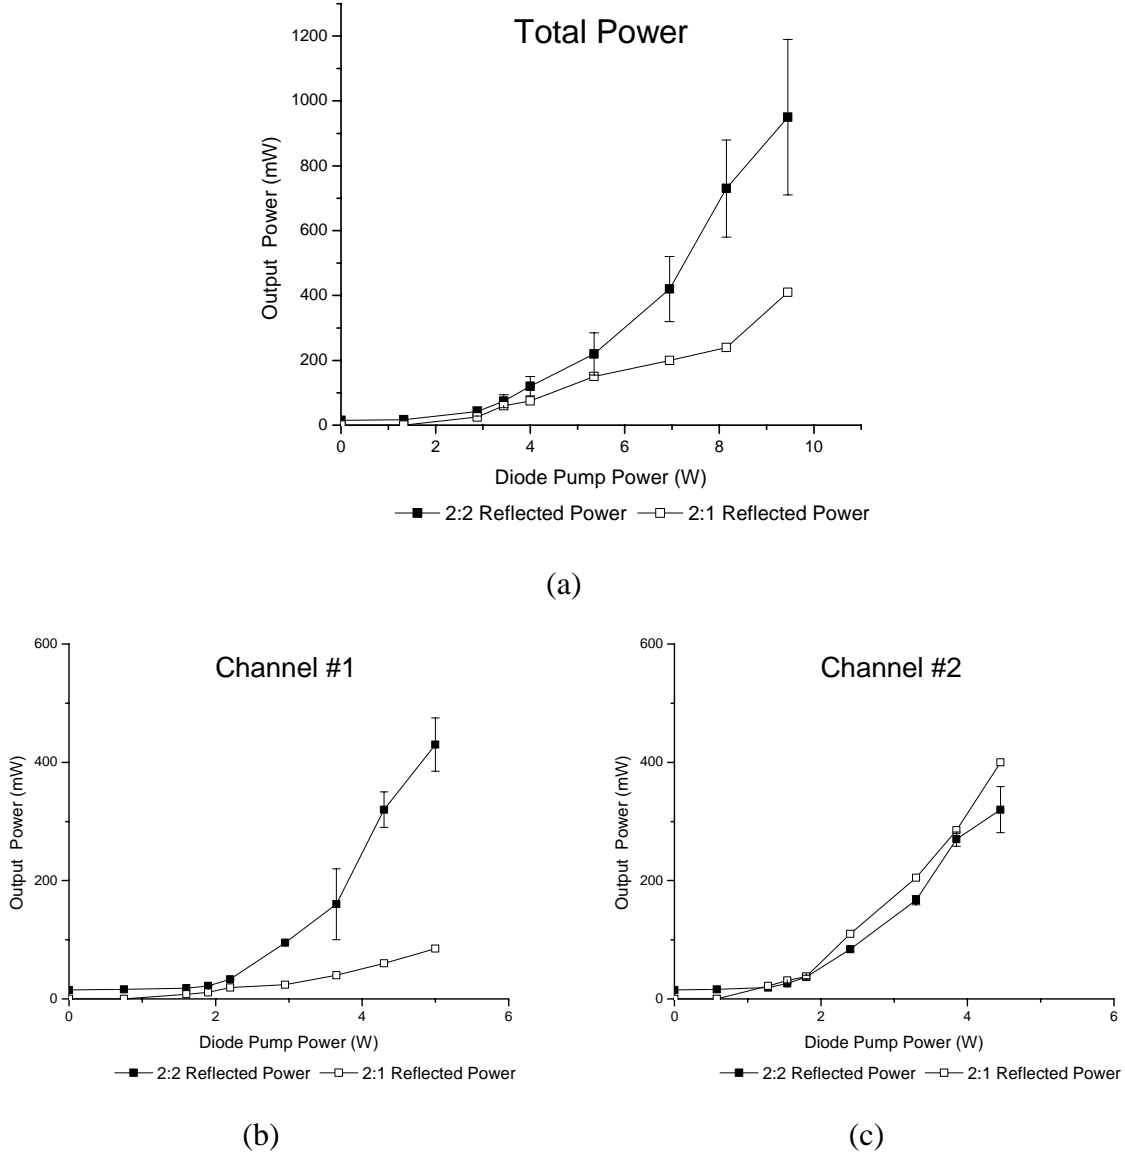 Total Power
1200
1000
800
600
400
200
0
Output Power (mW)
0 2 4 6 8 10
Diode Pump Power (W)
2:2 Reflected Power 2:1 Reflected Power
(a)
Channel #1
600
400
200
0
Output Power (mW)
0 2 4 6
Diode Pump Power (W)
2:2 Reflected Power 2:1 Reflected Power
(b)
Channel #2
600
400
200
0
Output Power (mW)
0 2 4 6
Diode Pump Power (W)
2:2 Reflected Power 2:1 Reflected Power
(c)